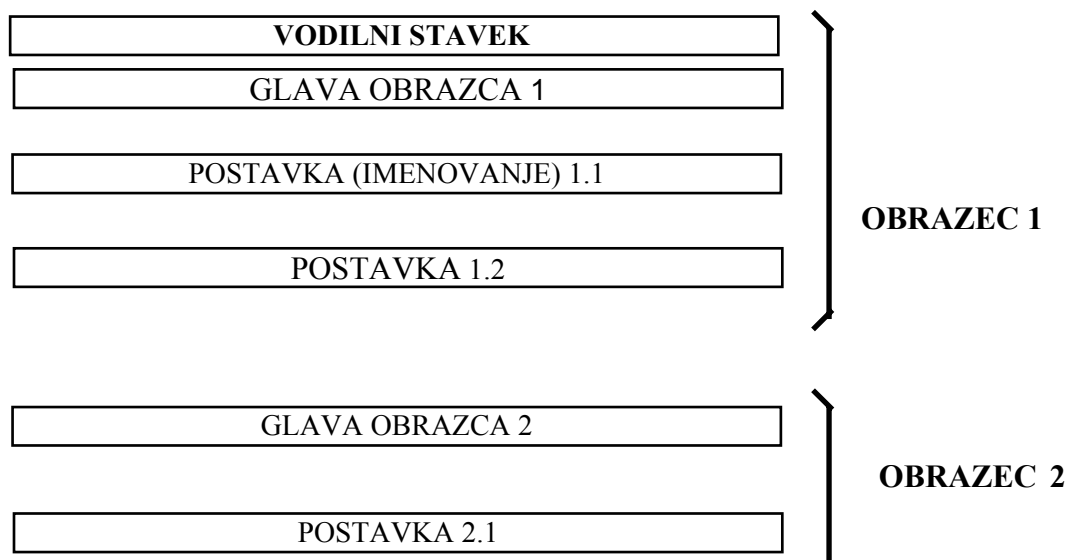 VODILNI STAVEK
GLAVA OBRAZCA 1
POSTAVKA (IMENOVANJE) 1.1
OBRAZEC 1
POSTAVKA 1.2
GLAVA OBRAZCA 2
OBRAZEC 2
POSTAVKA 2.1